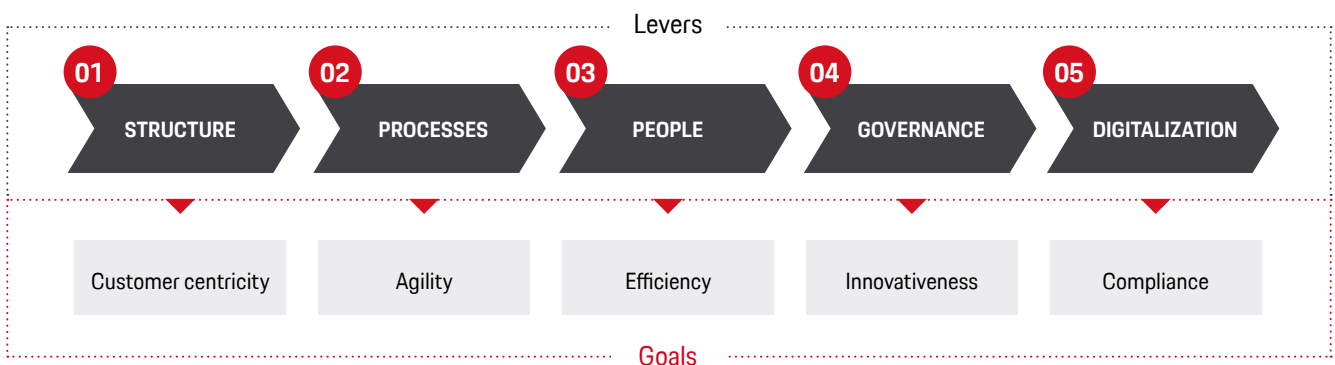 Levers
01
02
03
04
05
STRUCTURE
PROCESSES
PEOPLE
GOVERNANCE
DIGITALIZATION
Customer centricity
Agility
Efficiency
Innovativeness
Compliance
Goals